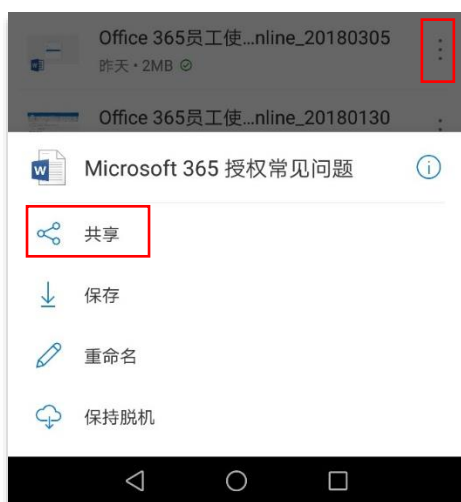 Office 365员工使...nline_20180305
昨天 · 2MB
Office 365员工使...nline_20180130
Microsoft 365 授权常见问题
共享
保存
重命名
保持脱机